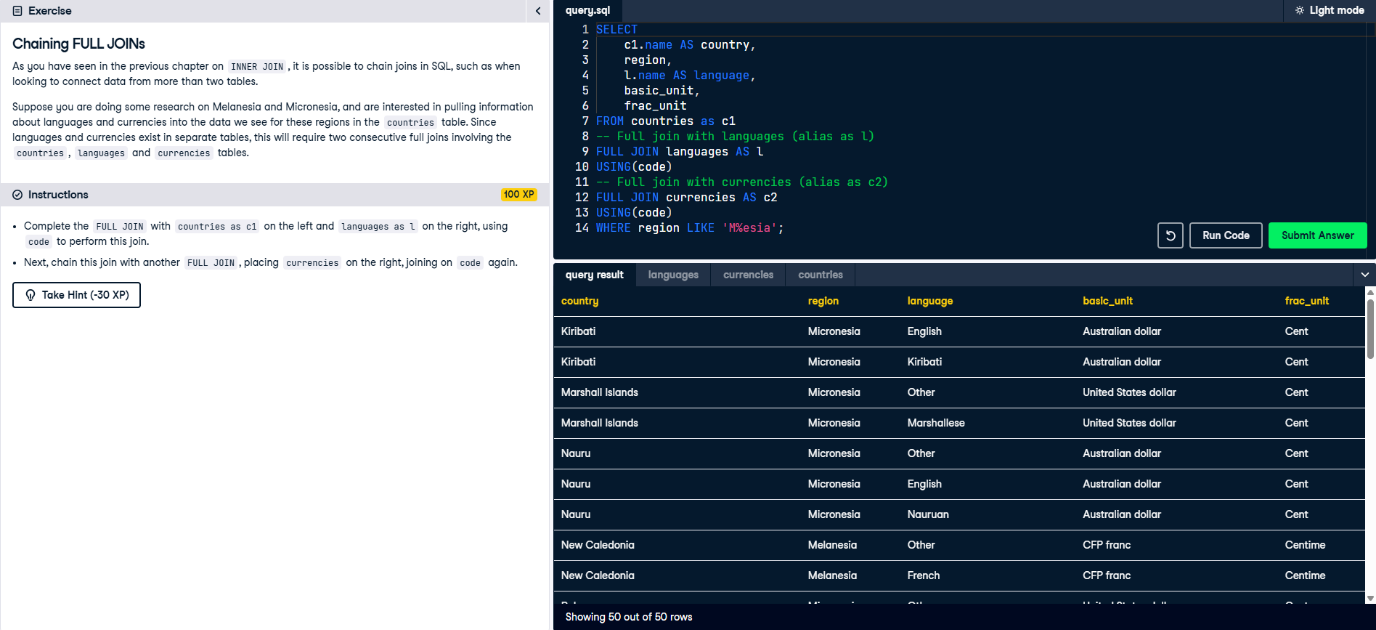 Exercise
Chaining FULL JOINs
As you have seen in the previous chapter on INNER JOIN, it is possible to chain joins in SQL, such as when
looking to connect data from more than two tables.
Suppose you are doing some research on Melanesia and Micronesia, and are interested in pulling information
about languages and currencies into the data we see for these regions in the countries table. Since
languages and currencies exist in separate tables, this will require two consecutive full joins involving the
countries, languages and currencies tables.
Instructions
100 XP
Complete the FULL JOIN with countries as c1 on the left and languages as l on the right, using
code to perform this join.
Next, chain this join with another FULL JOIN, placing currencies on the right, joining on code again.
Take Hint (-30 XP)
query.sql
Light mode
1 SELECT
2 c1.name AS country,
3 region,
4 l.name AS language,
5 basic_unit,
6 frac_unit
7 FROM countries as c1
8 -- Full join with languages (alias as l)
9 FULL JOIN languages AS l
10 USING(code)
11 -- Full join with currencies (alias as c2)
12 FULL JOIN currencies AS c2
13 USING(code)
14 WHERE region LIKE 'M%esia';
Run Code Submit Answer
query result languages currencies countries
country region language basic_unit frac_unit
Kiribati Micronesia English Australian dollar Cent
Kiribati Micronesia Kiribati Australian dollar Cent
Marshall Islands Micronesia Other United States dollar Cent
Marshall Islands Micronesia Marshallese United States dollar Cent
Nauru Micronesia Other Australian dollar Cent
Nauru Micronesia English Australian dollar Cent
Nauru Micronesia Nauruan Australian dollar Cent
New Caledonia Melanesia Other CFP franc Centime
New Caledonia Melanesia French CFP franc Centime
Showing 50 out of 50 rows